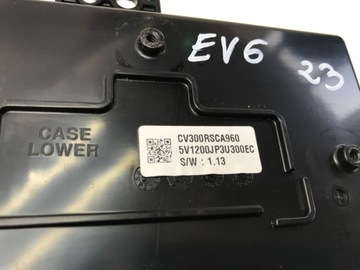 EV6 23
CASE
LOWER
CV300RSCA960
5V1200JP3U300EC
S/W : 1.13